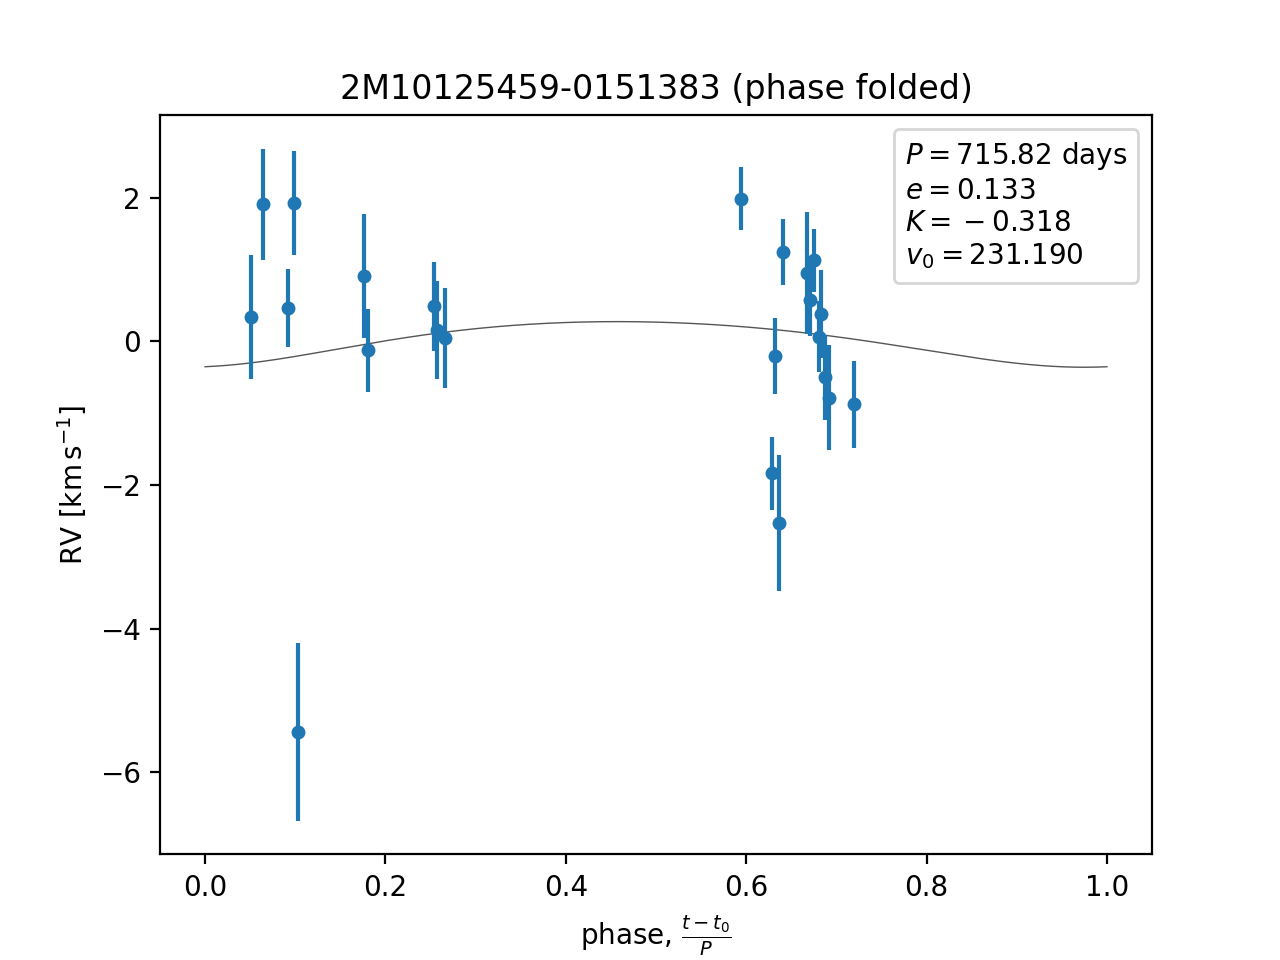 2M10125459-0151383 (phase folded)
P = 715.82 days
e = 0.133
K = −0.318
v₀ = 231.190
2
0
−2
−4
−6
RV [km s⁻¹]
0.0 0.2 0.4 0.6 0.8 1.0
phase, (t − t₀)/P